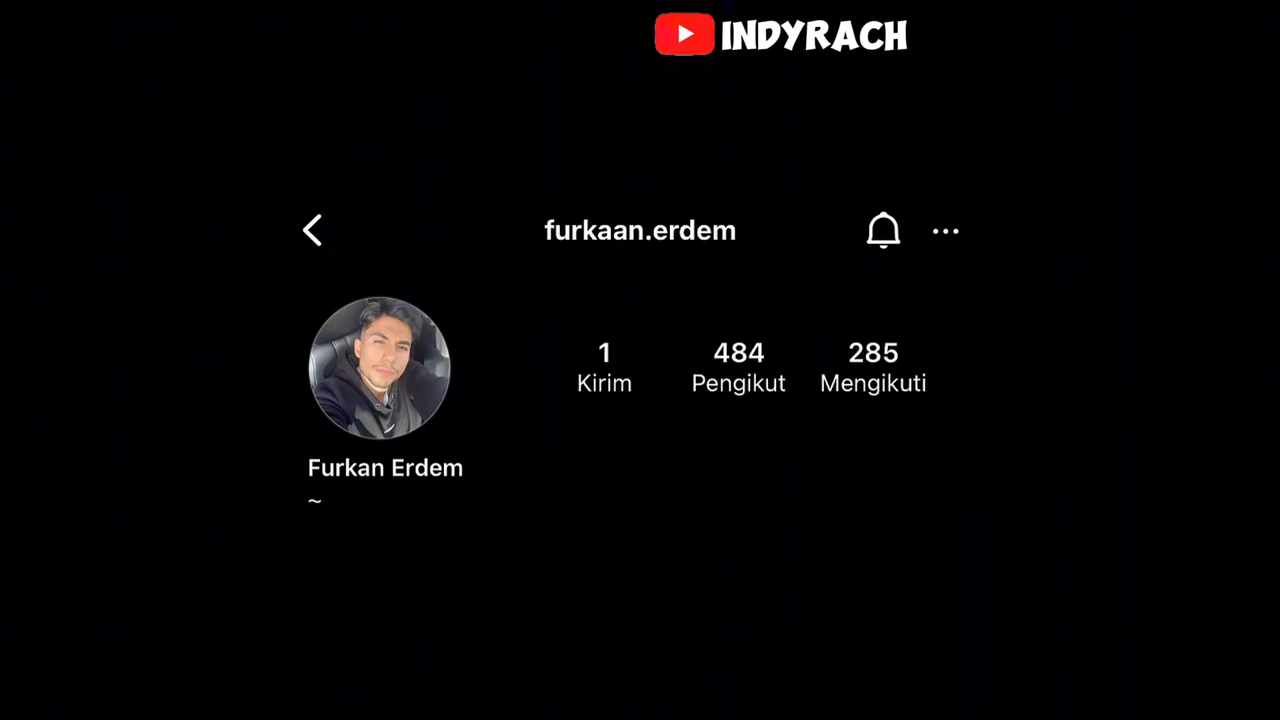 INDYRACH
furkaan.erdem
1 484 285
Kirim Pengikut Mengikuti
Furkan Erdem
~